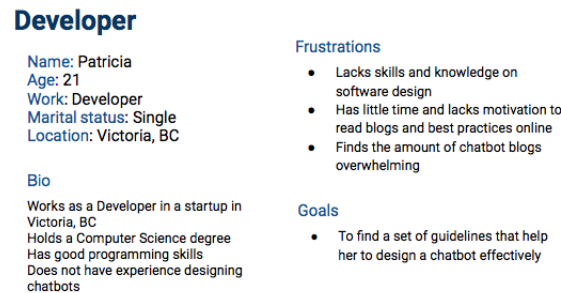 Developer
Name: Patricia
Age: 21
Work: Developer
Marital status: Single
Location: Victoria, BC
Bio
Works as a Developer in a startup in
Victoria, BC
Holds a Computer Science degree
Has good programming skills
Does not have experience designing
chatbots
Frustrations
● Lacks skills and knowledge on
software design
● Has little time and lacks motivation to
read blogs and best practices online
● Finds the amount of chatbot blogs
overwhelming
Goals
● To find a set of guidelines that help
her to design a chatbot effectively